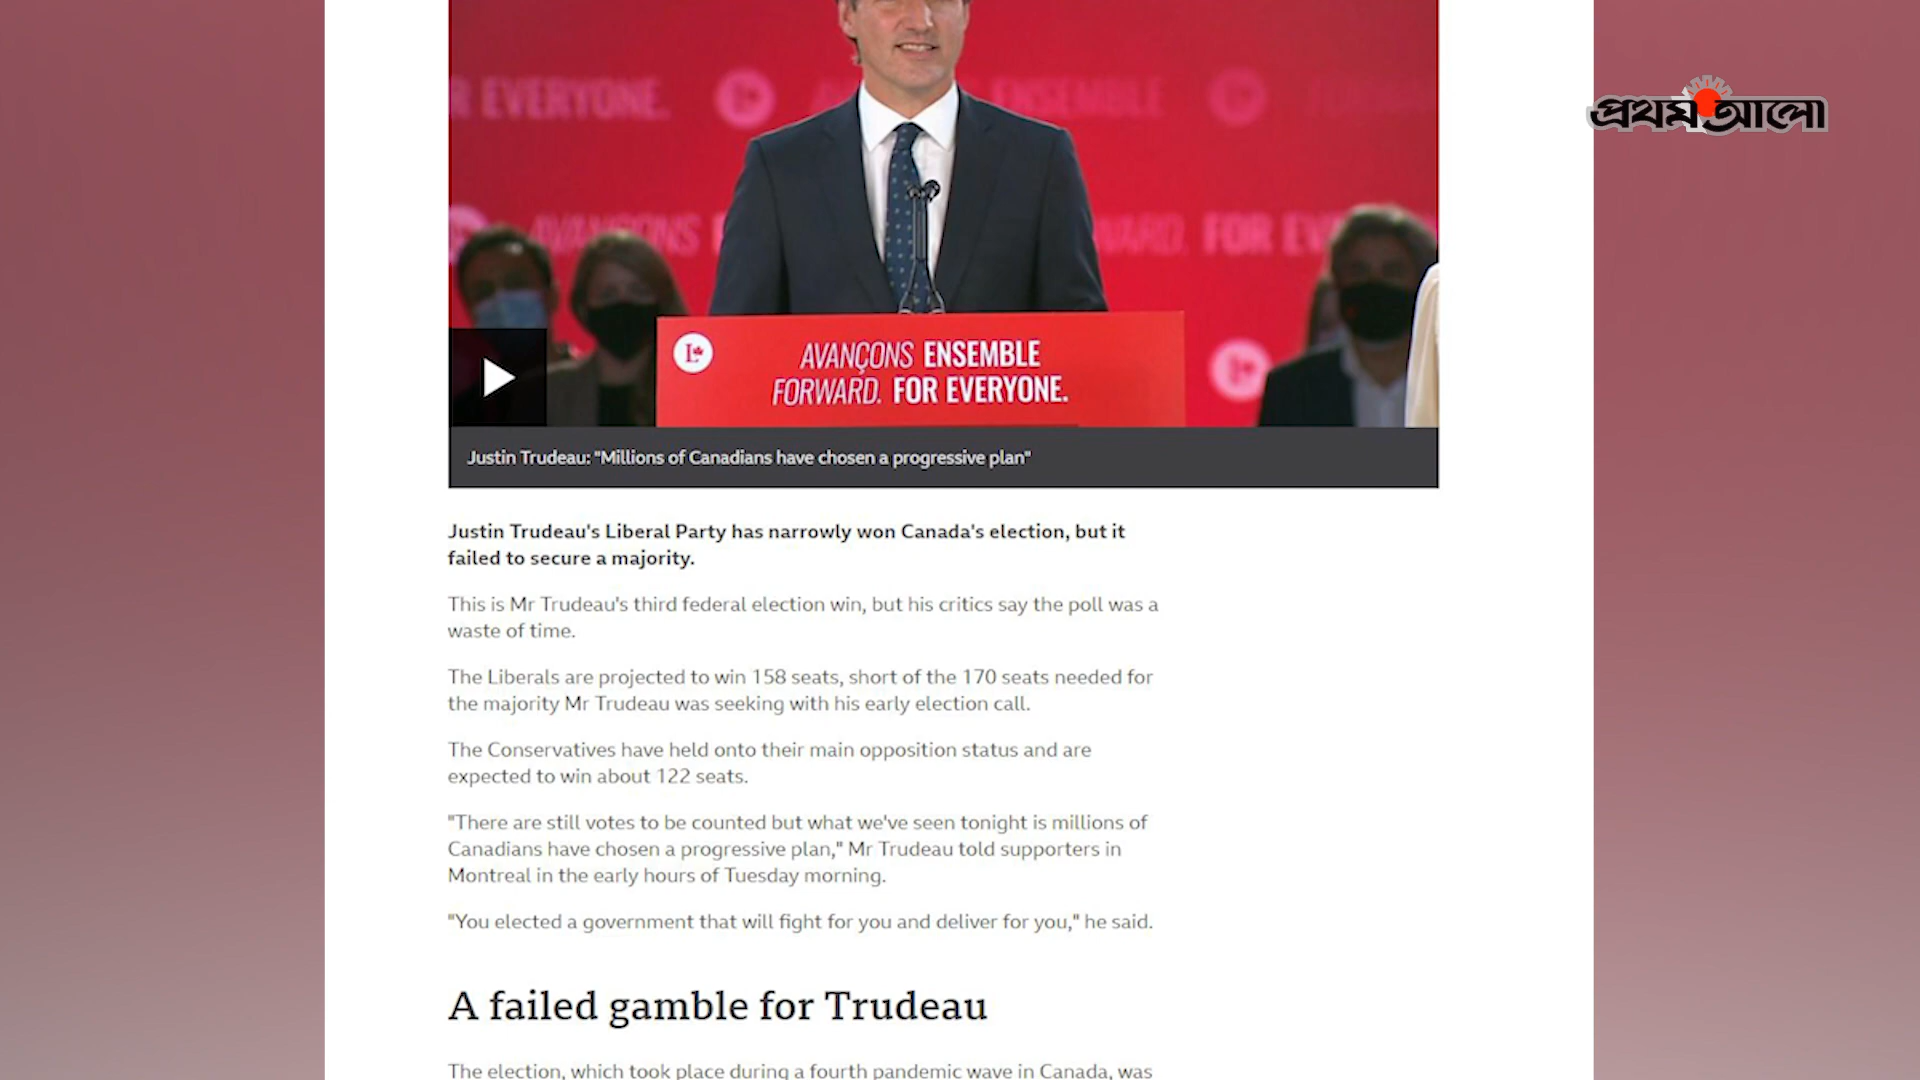 R EVERYONE.
ENSEMBLE
প্রথম আলো
AVANÇONS
FOR EV
AVANÇONS ENSEMBLE
FORWARD. FOR EVERYONE.
Justin Trudeau: "Millions of Canadians have chosen a progressive plan"
Justin Trudeau's Liberal Party has narrowly won Canada's election, but it
failed to secure a majority.
This is Mr Trudeau's third federal election win, but his critics say the poll was a
waste of time.
The Liberals are projected to win 158 seats, short of the 170 seats needed for
the majority Mr Trudeau was seeking with his early election call.
The Conservatives have held onto their main opposition status and are
expected to win about 122 seats.
"There are still votes to be counted but what we've seen tonight is millions of
Canadians have chosen a progressive plan," Mr Trudeau told supporters in
Montreal in the early hours of Tuesday morning.
"You elected a government that will fight for you and deliver for you," he said.
A failed gamble for Trudeau
The election, which took place during a fourth pandemic wave in Canada, was